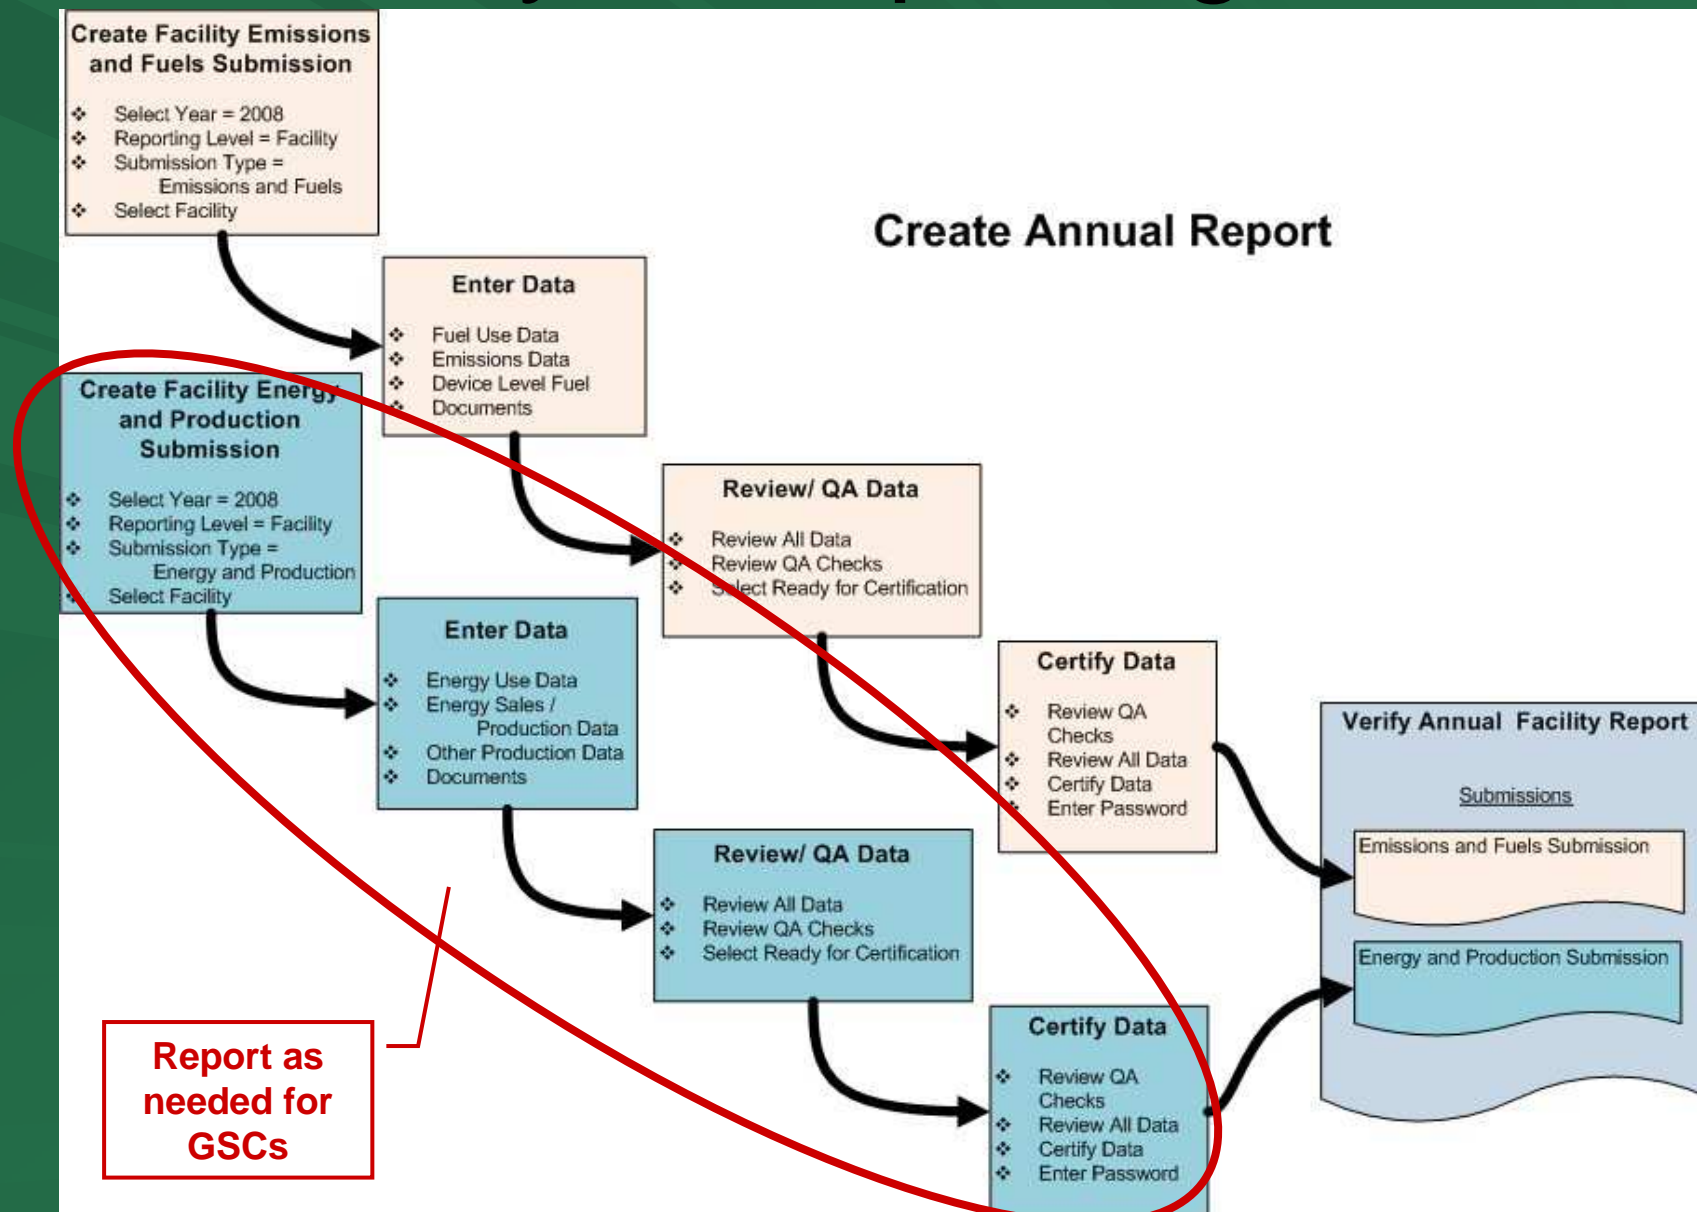 Create Facility Emissions
and Fuels Submission
❖ Select Year = 2008
❖ Reporting Level = Facility
❖ Submission Type =
Emissions and Fuels
❖ Select Facility
Create Annual Report
Enter Data
❖ Fuel Use Data
❖ Emissions Data
❖ Device Level Fuel
❖ Documents
Create Facility Energy
and Production
Submission
❖ Select Year = 2008
❖ Reporting Level = Facility
❖ Submission Type =
Energy and Production
❖ Select Facility
Review/ QA Data
❖ Review All Data
❖ Review QA Checks
❖ Select Ready for Certification
Enter Data
❖ Energy Use Data
❖ Energy Sales /
Production Data
❖ Other Production Data
❖ Documents
Certify Data
❖ Review QA
Checks
❖ Review All Data
❖ Certify Data
❖ Enter Password
Verify Annual Facility Report
Submissions
Emissions and Fuels Submission
Energy and Production Submission
Review/ QA Data
❖ Review All Data
❖ Review QA Checks
❖ Select Ready for Certification
Certify Data
❖ Review QA
Checks
❖ Review All Data
❖ Certify Data
❖ Enter Password
Report as
needed for
GSCs